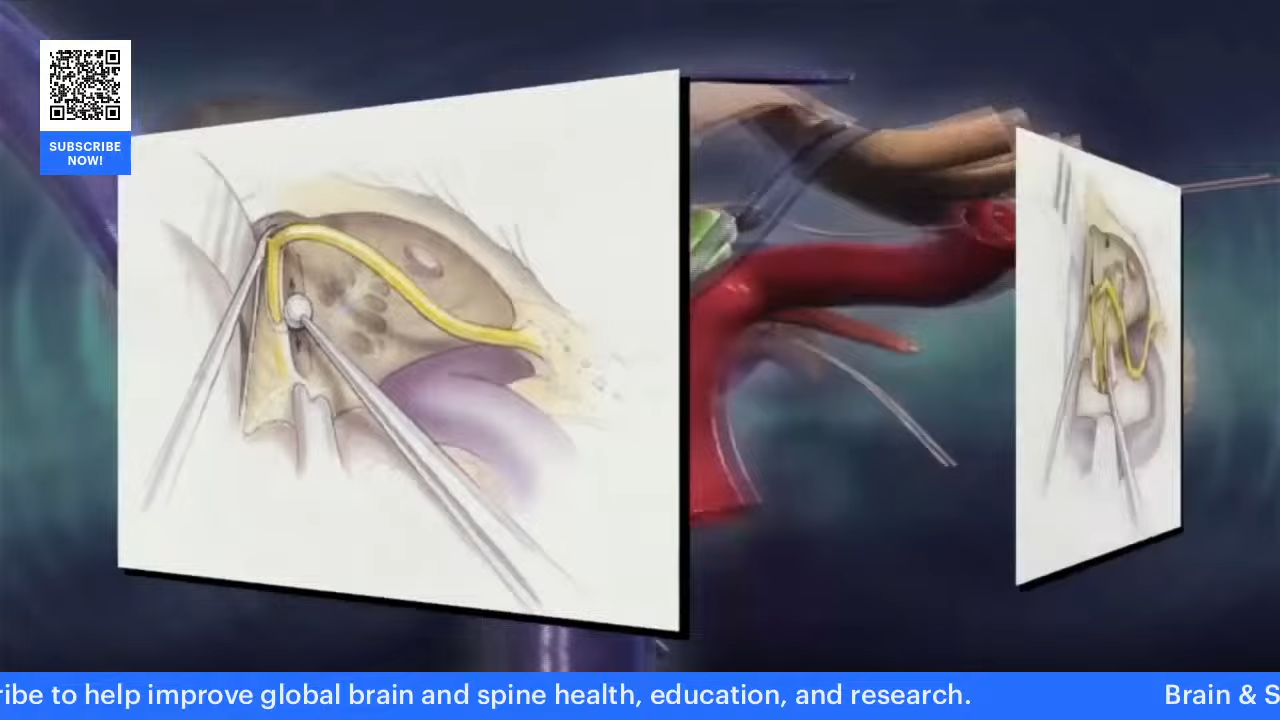 SUBSCRIBE
NOW!
ribe to help improve global brain and spine health, education, and research.
Brain & S